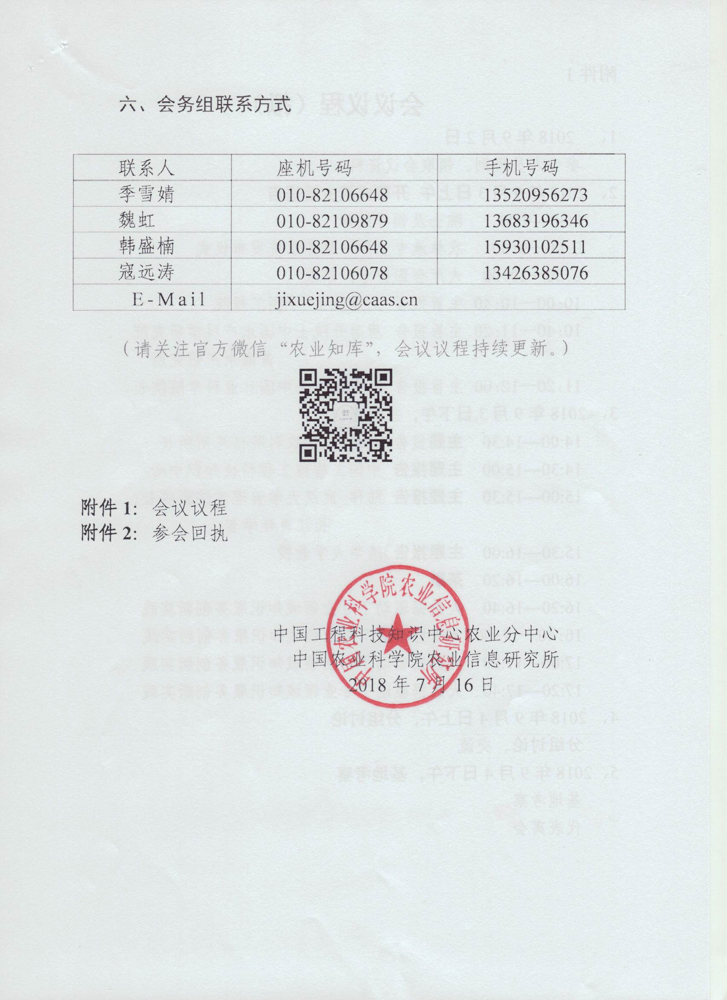 六、会务组联系方式
联系人 座机号码 手机号码
季雪婧 010-82106648 13520956273
魏虹 010-82109879 13683196346
韩盛楠 010-82106648 15930102511
寇远涛 010-82106078 13426385076
E-Mail jixuejing@caas.cn
（请关注官方微信“农业知库”，会议议程持续更新。）
附件 1： 会议议程
附件 2： 参会回执
中国农业科学院农业信息研究所
中国工程科技知识中心农业分中心
中国农业科学院农业信息研究所
2018 年 7 月 16 日